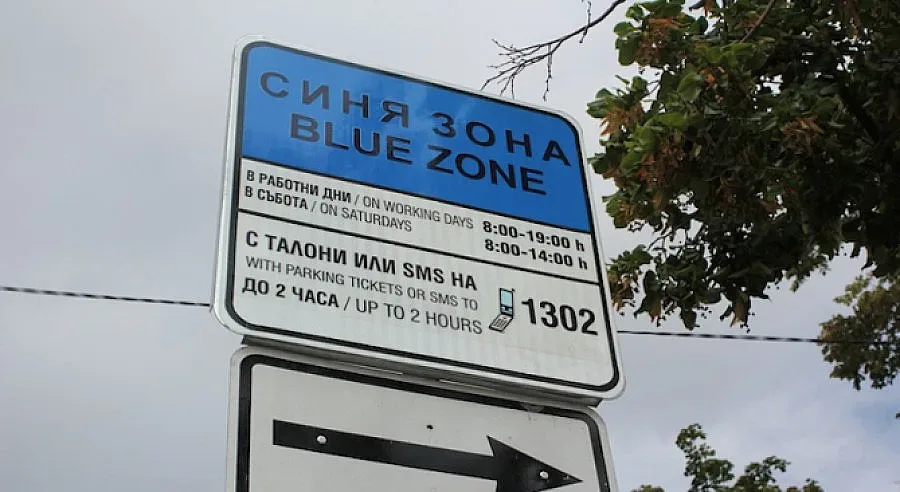 СИНЯ ЗОНА
BLUE ZONE
В РАБОТНИ ДНИ / ON WORKING DAYS 8:00-19:00 h
В СЪБОТА / ON SATURDAYS 8:00-14:00 h
С ТАЛОНИ ИЛИ SMS НА
WITH PARKING TICKETS OR SMS TO 1302
ДО 2 ЧАСА / UP TO 2 HOURS